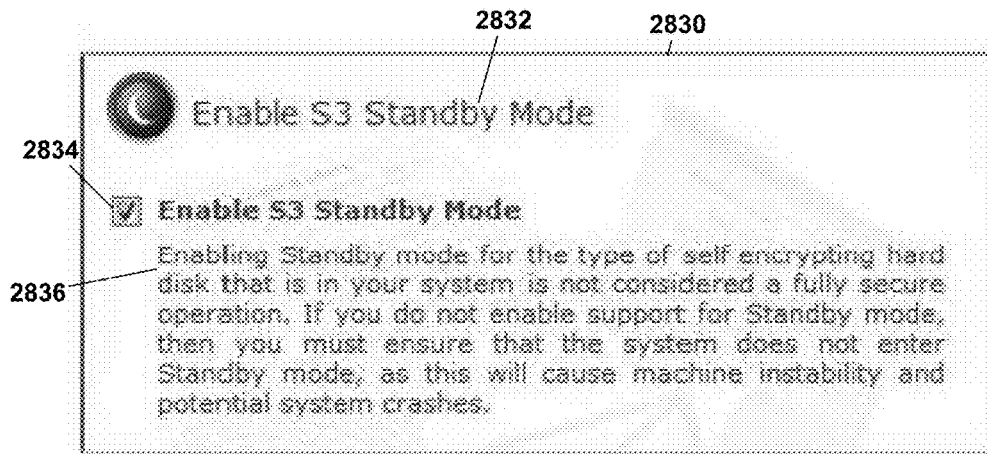 2832
2830
Enable S3 Standby Mode
2834
Enable S3 Standby Mode
Enabling Standby mode for the type of self encrypting hard
2836
disk that is in your system is not considered a fully secure
operation. If you do not enable support for Standby mode,
then you must ensure that the system does not enter
Standby mode, as this will cause machine instability and
potential system crashes.